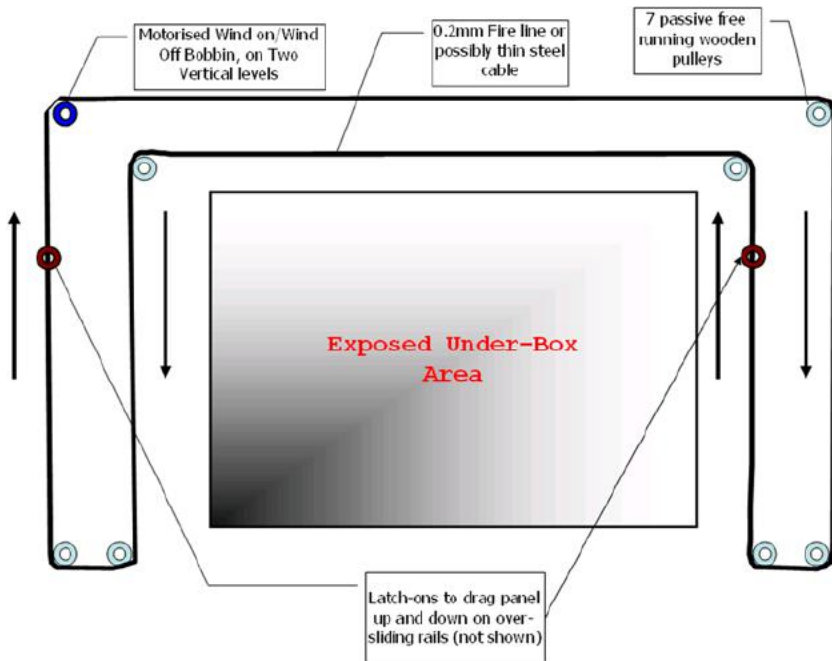 Motorised Wind on/Wind
Off Bobbin, on Two
Vertical levels
0.2mm Fire line or
possibly thin steel
cable
7 passive free
running wooden
pulleys
Exposed Under-Box
Area
Latch-ons to drag panel
up and down on over-
sliding rails (not shown)